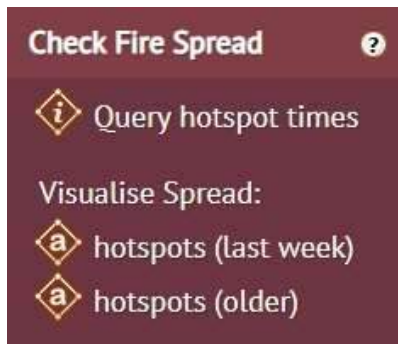 Check Fire Spread ?
i Query hotspot times
Visualise Spread:
a hotspots (last week)
a hotspots (older)